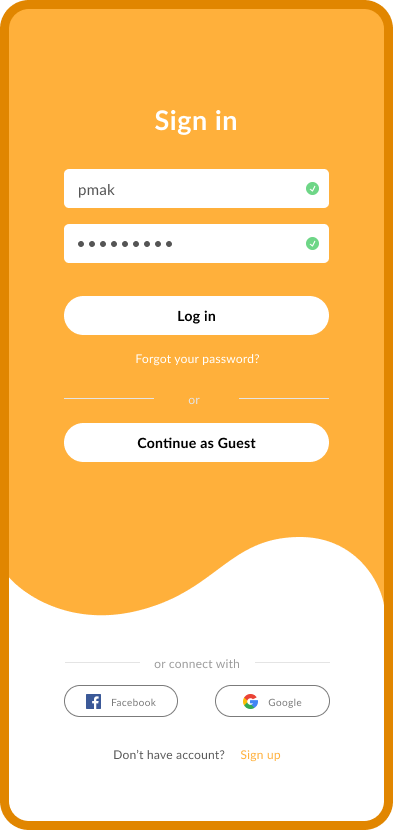 Sign in
pmak
•••••••••
Log in
Forgot your password?
or
Continue as Guest
or connect with
Facebook
Google
Don't have account? Sign up